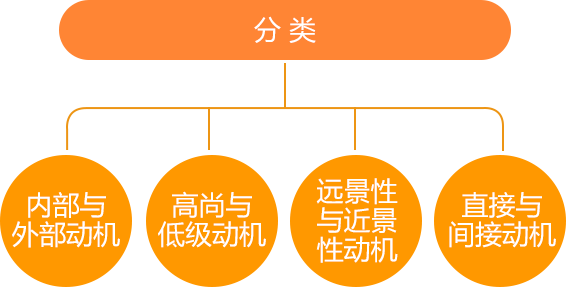 分 类
内部与
外部动机
高尚与
低级动机
远景性
与近景
性动机
直接与
间接动机